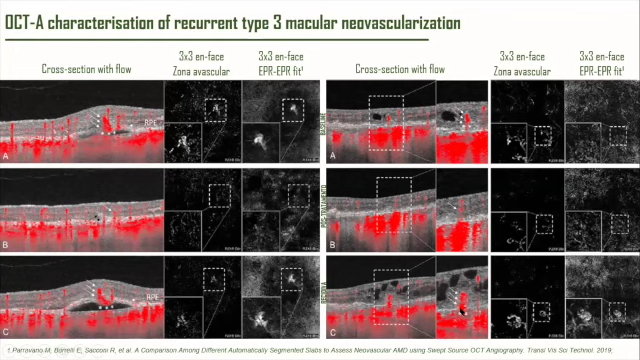 OCT-A characterisation of recurrent type 3 macular neovascularization
Cross-section with flow
3x3 en-face
Zona avascular
3x3 en-face
EPR-EPR fit¹
Cross-section with flow
3x3 en-face
Zona avascular
3x3 en-face
EPR-EPR fit¹
RPE
A
A
B
B
RPE
C
C
1.Parravano M, Borrelli E, Sacconi R, et al. A Comparison Among Different Automatically Segmented Slabs to Assess Neovascular AMD using Swept Source OCT Angiography. Transl Vis Sci Technol. 2019;